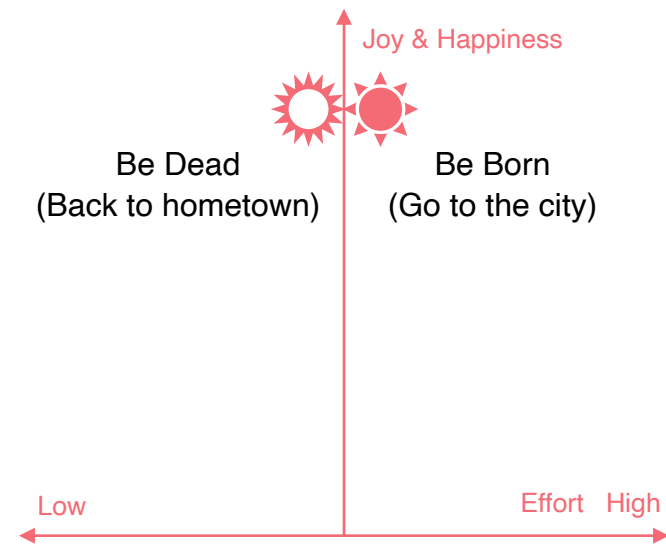 Joy & Happiness
Be Dead
(Back to hometown)
Be Born
(Go to the city)
Low
Effort High